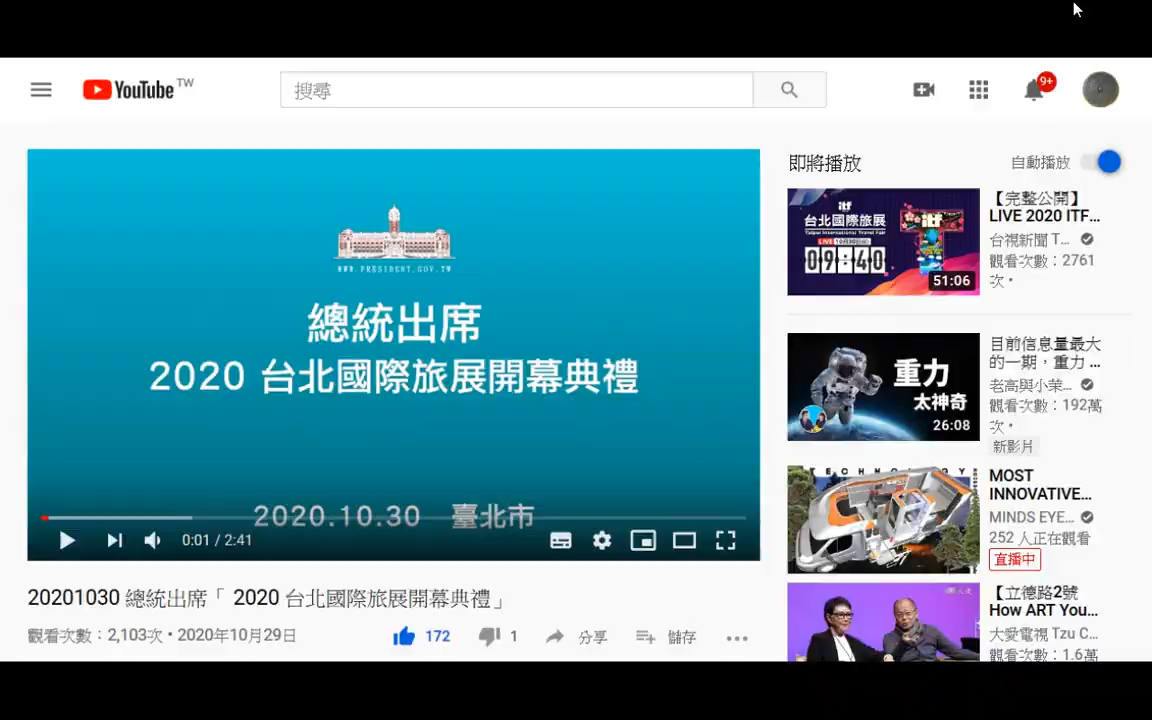 YouTube TW
搜尋
9+
WWW.PRESIDENT.GOV.TW
總統出席
2020 台北國際旅展開幕典禮
2020.10.30 臺北市
0:01 / 2:41
20201030 總統出席「 2020 台北國際旅展開幕典禮」
觀看次數：2,103次 • 2020年10月29日
172
1
分享
儲存
即將播放
自動播放
itf
台北國際旅展
Taipei International Travel Fair
LIVE
09:40
itf
51:06
【完整公開】
LIVE 2020 ITF...
台視新聞 T...
觀看次數：2761
次 •
重力
太神奇
26:08
目前信息量最大
的一期，重力 ...
老高與小茉...
觀看次數：192萬
次 •
新影片
TECHNOLOGY
MOST
INNOVATIVE...
MINDS EYE...
252 人正在觀看
直播中
【立德路2號
How ART You...
大愛電視 Tzu C...
觀看次數：1.6萬